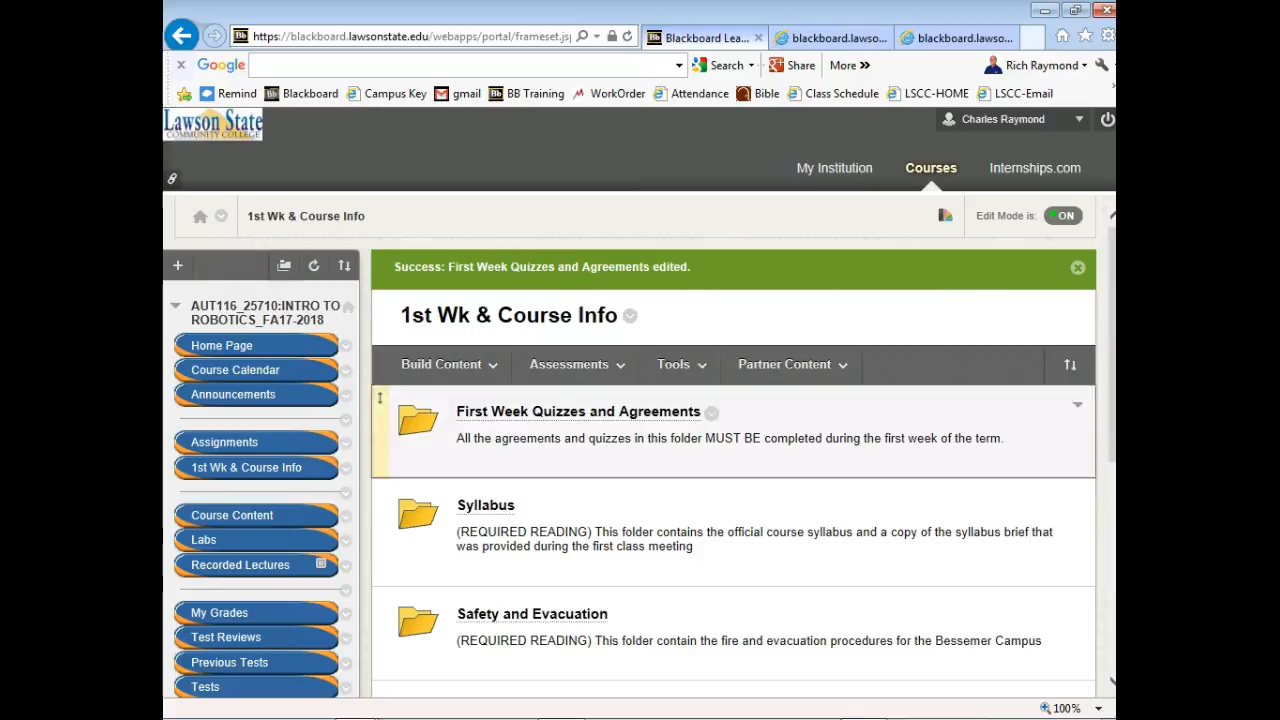 https://blackboard.lawsonstate.edu/webapps/portal/frameset.jsp
Bb Blackboard Lea...
blackboard.lawso...
blackboard.lawso...
Google
Search
Share
More »
Rich Raymond
Remind
Bb Blackboard
Campus Key
gmail
Bb BB Training
WorkOrder
Attendance
Bible
Class Schedule
LSCC-HOME
LSCC-Email
Lawson State
COMMUNITY COLLEGE
Charles Raymond
My Institution
Courses
Internships.com
1st Wk & Course Info
Edit Mode is:
ON
AUT116_25710:INTRO TO
ROBOTICS_FA17-2018
Home Page
Course Calendar
Announcements
Assignments
1st Wk & Course Info
Course Content
Labs
Recorded Lectures
My Grades
Test Reviews
Previous Tests
Tests
Success: First Week Quizzes and Agreements edited.
1st Wk & Course Info
Build Content
Assessments
Tools
Partner Content
First Week Quizzes and Agreements
All the agreements and quizzes in this folder MUST BE completed during the first week of the term.
Syllabus
(REQUIRED READING) This folder contains the official course syllabus and a copy of the syllabus brief that
was provided during the first class meeting
Safety and Evacuation
(REQUIRED READING) This folder contain the fire and evacuation procedures for the Bessemer Campus
100%